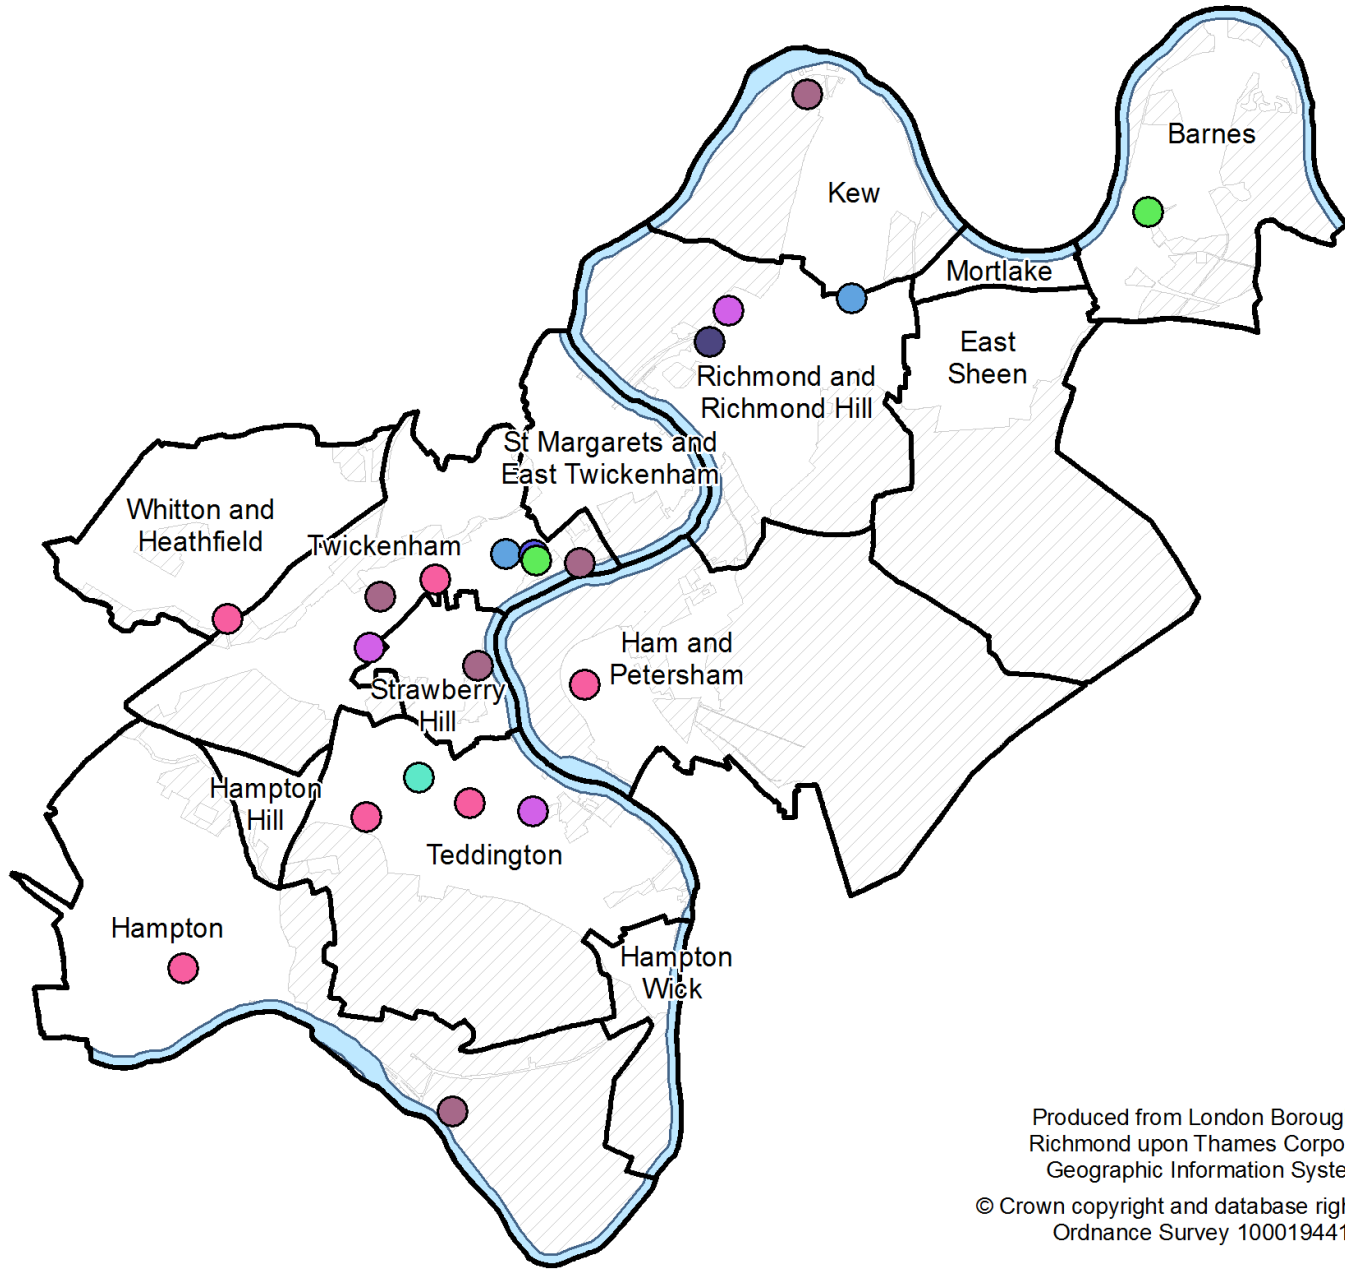 Barnes
Kew
Mortlake
East
Sheen
Richmond and
Richmond Hill
St Margarets and
East Twickenham
Whitton and
Heathfield
Twickenham
Ham and
Petersham
Strawberry
Hill
Hampton
Hill
Teddington
Hampton
Hampton
Wick
Produced from London Boroug
Richmond upon Thames Corpo
Geographic Information Syste
© Crown copyright and database righ
Ordnance Survey 100019441